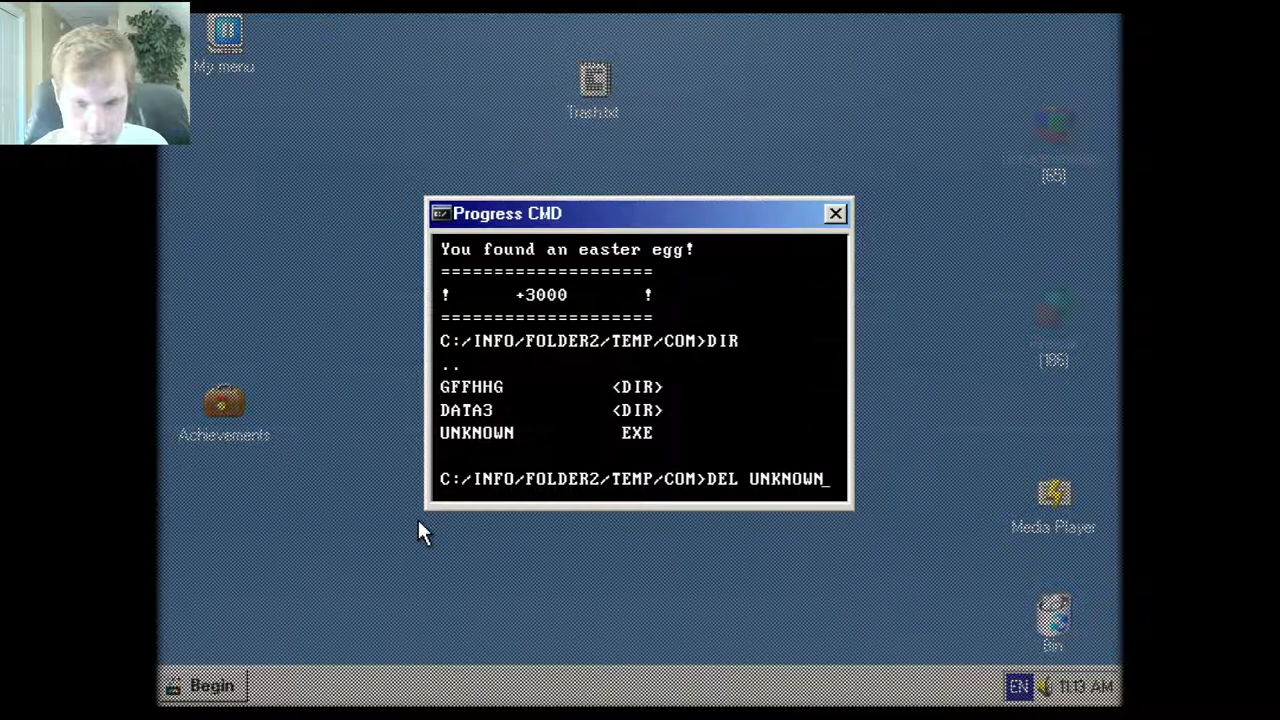 My menu
Trash.txt
(65)
Progress CMD
You found an easter egg!
====================
! +3000 !
====================
C:/INFO/FOLDER2/TEMP/COM>DIR
..
GFFHHG <DIR>
DATA3 <DIR>
UNKNOWN EXE
C:/INFO/FOLDER2/TEMP/COM>DEL UNKNOWN_
(186)
Achievements
Media Player
Bin
Begin
EN 11:13 AM